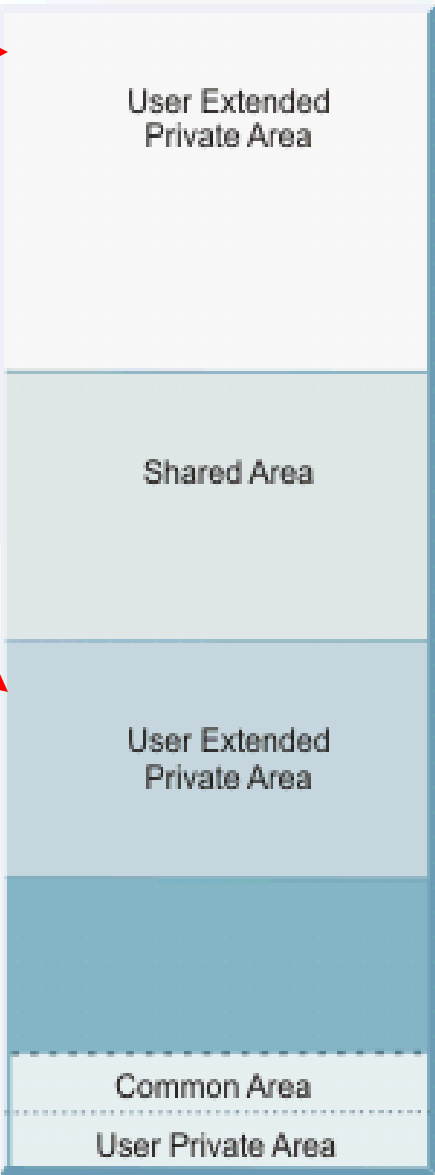 User Extended
Private Area
Shared Area
User Extended
Private Area
Common Area
User Private Area